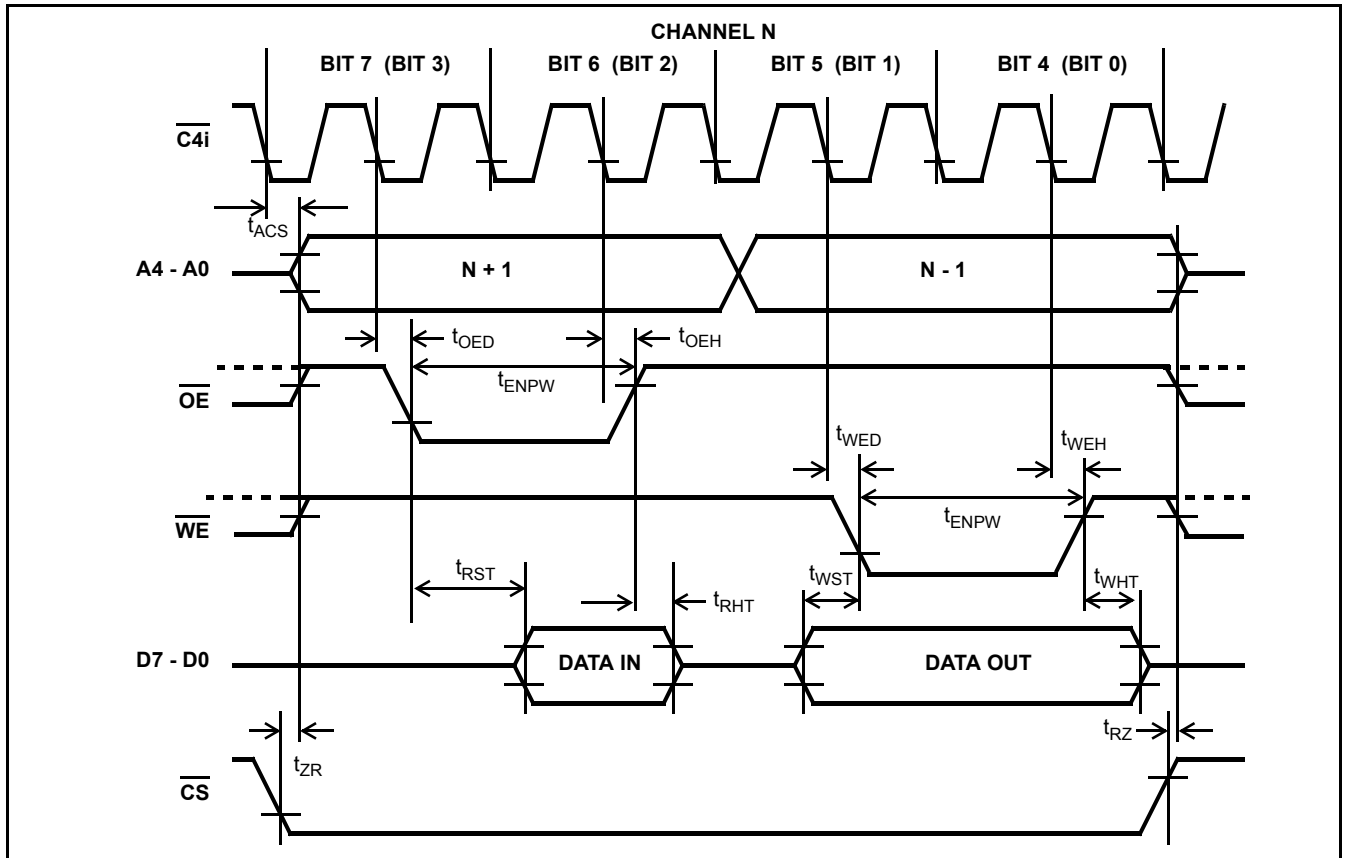 CHANNEL N
BIT 7 (BIT 3) BIT 6 (BIT 2) BIT 5 (BIT 1) BIT 4 (BIT 0)
C4i
tACS
A4 - A0 N + 1 N - 1
tOED tOEH
OE tENPW
tWED tWEH
WE tENPW
tRST tRHT tWST tWHT
D7 - D0 DATA IN DATA OUT
tZR tRZ
CS